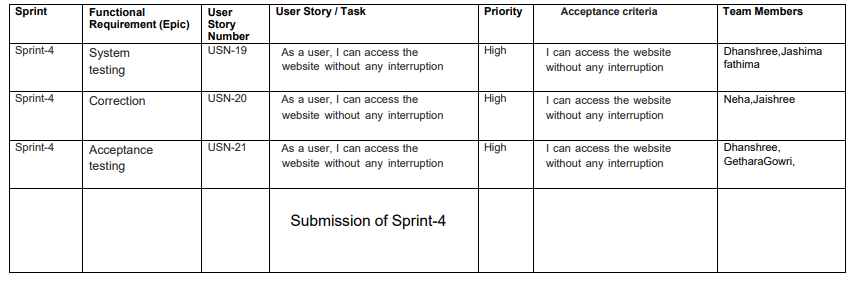 Sprint Functional Requirement (Epic) User Story Number User Story / Task Priority Acceptance criteria Team Members
Sprint-4 System testing USN-19 As a user, I can access the website without any interruption High I can access the website without any interruption Dhanshree,Jashima fathima
Sprint-4 Correction USN-20 As a user, I can access the website without any interruption High I can access the website without any interruption Neha,Jaishree
Sprint-4 Acceptance testing USN-21 As a user, I can access the website without any interruption High I can access the website without any interruption Dhanshree, GetharaGowri,
Submission of Sprint-4